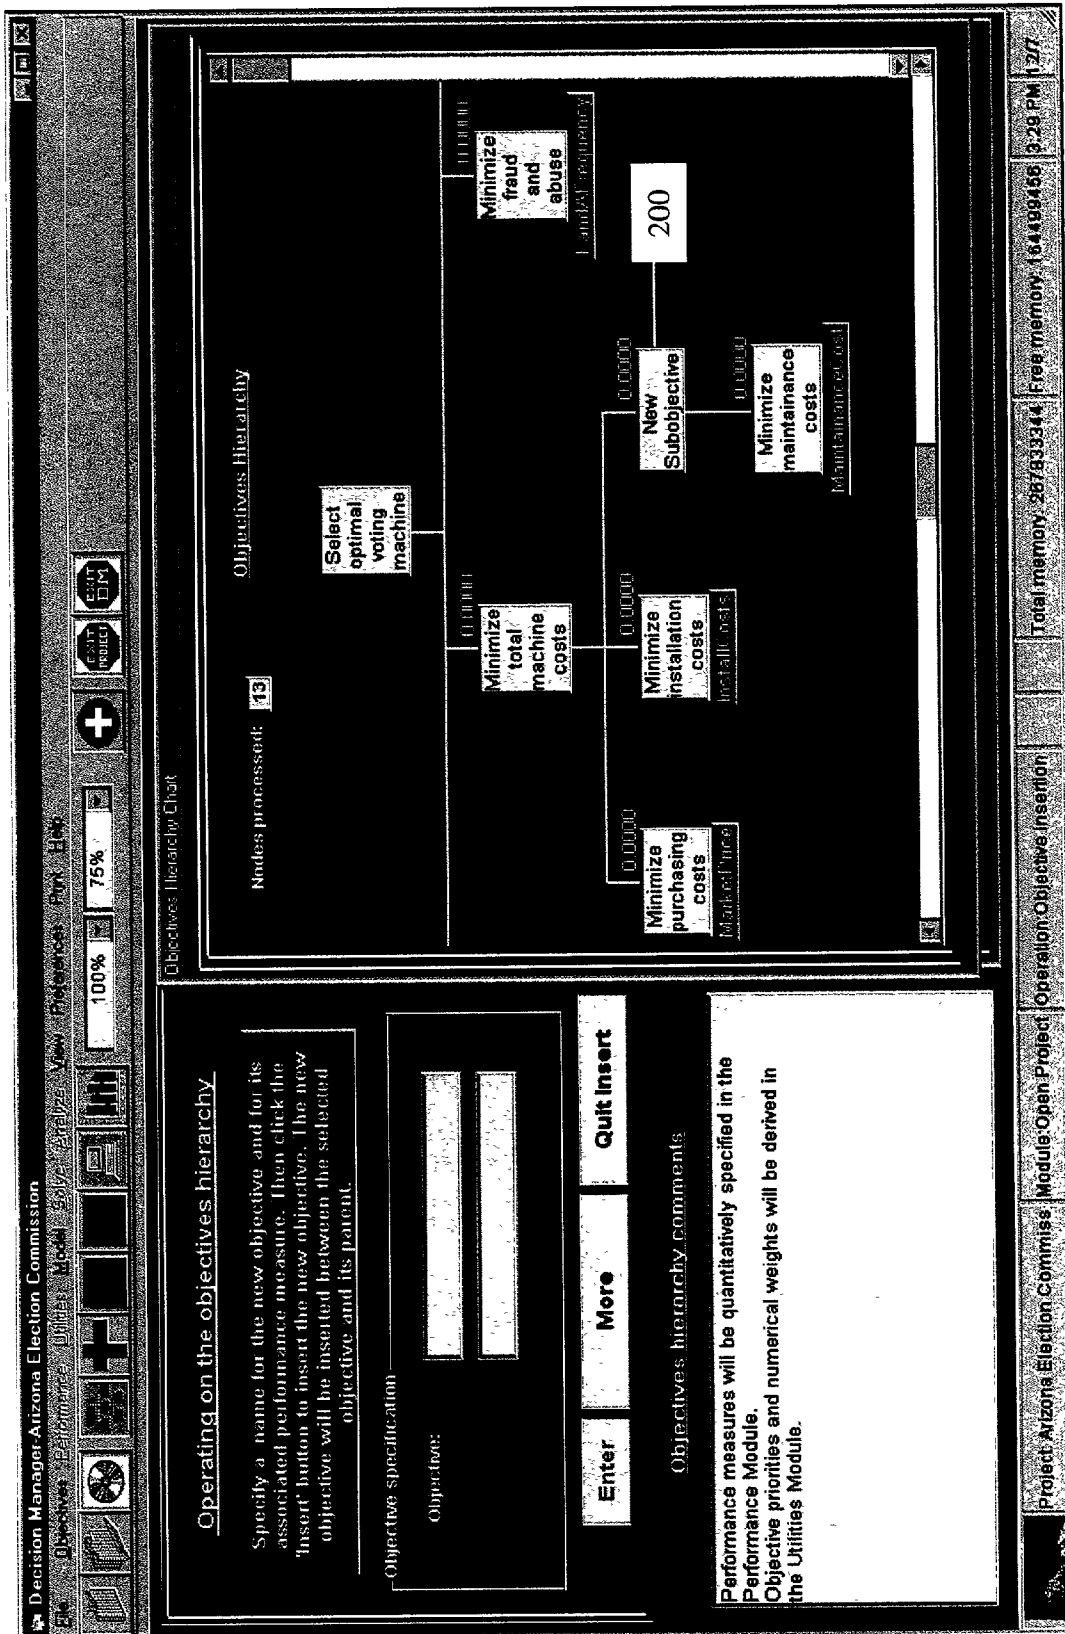 Decision Manager-Arizona Election Commission
File Objectives Performance Utilities Model Solve Analyze View Preferences Print Help
100% 75%
EXIT PROJECT
EXIT DM
Operating on the objectives hierarchy
Specify a name for the new objective and for its
associated performance measure. Then click the
'Insert' button to insert the new objective. The new
objective will be inserted between the selected
objective and its parent.
Objective specification
Objective:
Enter More Quit Insert
Objectives hierarchy comments
Performance measures will be quantitatively specified in the
Performance Module.
Objective priorities and numerical weights will be derived in
the Utilities Module.
Objectives Hierarchy Chart
Nodes processed: 13
Objectives Hierarchy
Select
optimal
voting
machine
0.0000
Minimize
total
machine
costs
0.0000
Minimize
fraud
and
abuse
0.0000
Minimize
purchasing
costs
MarketPrice
0.0000
Minimize
installation
costs
InstallCosts
0.0000
New
Subobjective
200
0.0000
Minimize
maintainance
costs
MaintainanceCost
Project: Arizona Election Commiss Module:Open Project Operation:Objective Insertion Total memory: 267833344 Free memory: 164499456 3:29 PM 12/7